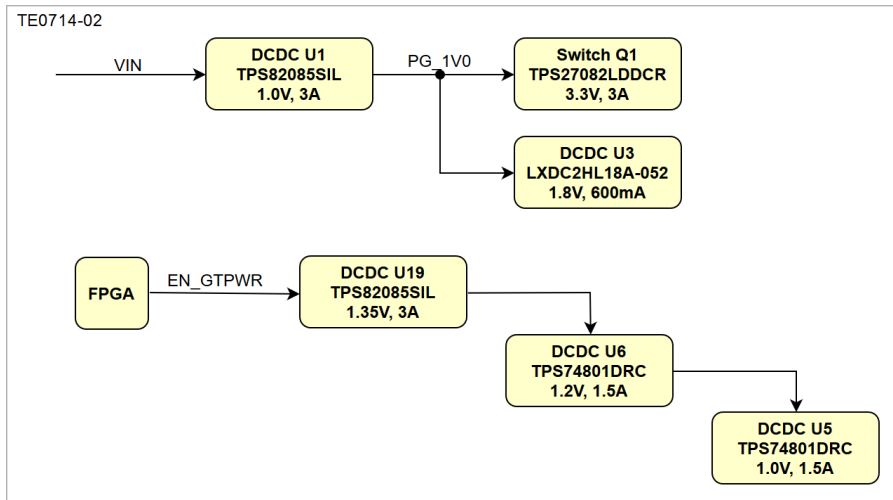 TE0714-02
VIN
DCDC U1
TPS82085SIL
1.0V, 3A
PG_1V0
Switch Q1
TPS27082LDDCR
3.3V, 3A
DCDC U3
LXDC2HL18A-052
1.8V, 600mA
FPGA
EN_GTPWR
DCDC U19
TPS82085SIL
1.35V, 3A
DCDC U6
TPS74801DRC
1.2V, 1.5A
DCDC U5
TPS74801DRC
1.0V, 1.5A